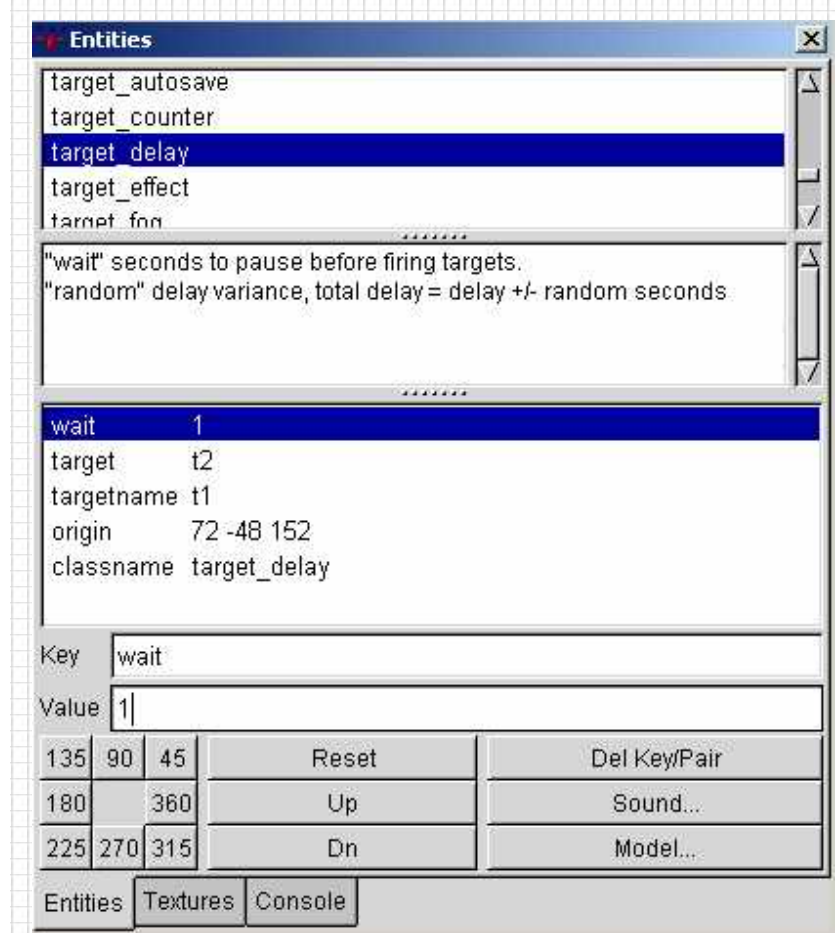 Entities
target_autosave
target_counter
target_delay
target_effect
target_fog
"wait" seconds to pause before firing targets.
"random" delay variance, total delay = delay +/- random seconds
wait 1
target t2
targetname t1
origin 72 -48 152
classname target_delay
Key wait
Value 1
135 90 45 Reset Del Key/Pair
180 360 Up Sound...
225 270 315 Dn Model...
Entities Textures Console